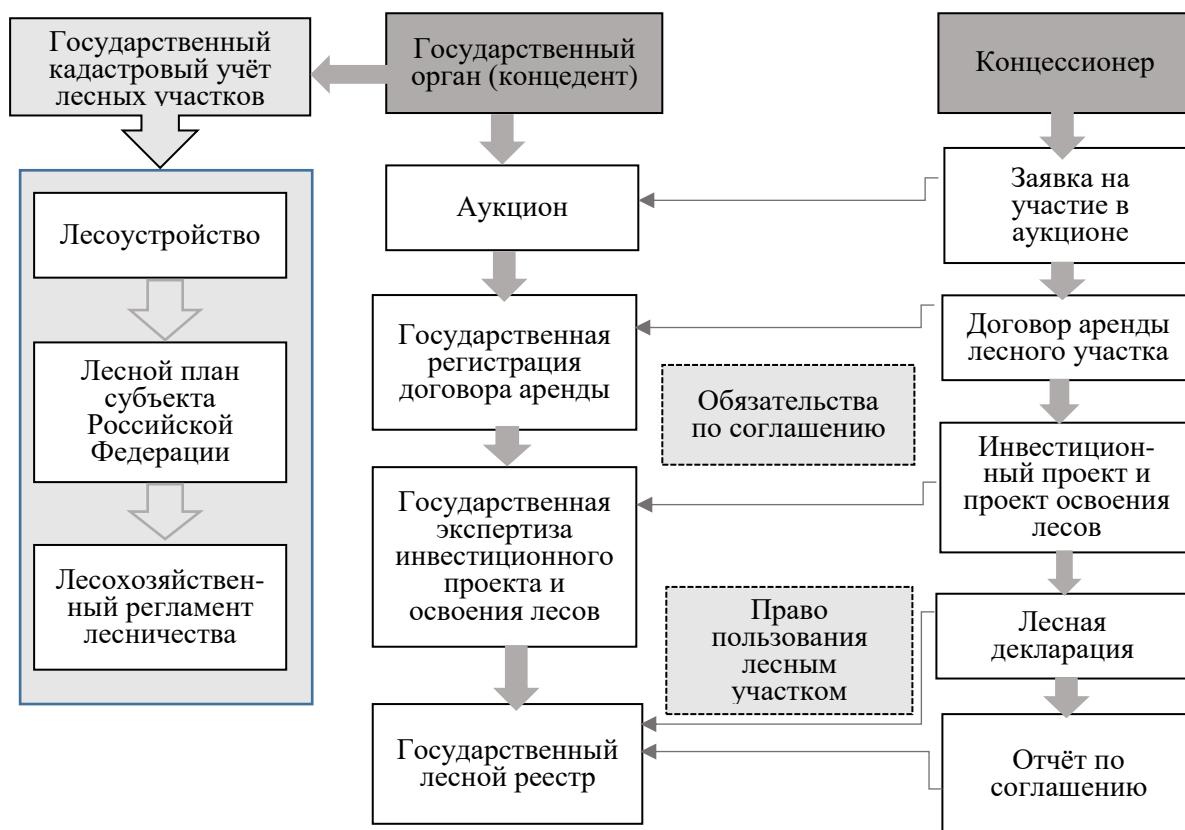 Государственный
кадастровый учёт
лесных участков
Государственный
орган (концедент)
Концессионер
Лесоустройство
Лесной план
субъекта
Российской
Федерации
Лесохозяйствен-
ный регламент
лесничества
Аукцион
Государственная
регистрация
договора аренды
Государственная
экспертиза
инвестиционного
проекта и
освоения лесов
Государственный
лесной реестр
Обязательства
по соглашению
Право
пользования
лесным
участком
Заявка на
участие в
аукционе
Договор аренды
лесного участка
Инвестицион-
ный проект и
проект освоения
лесов
Лесная
декларация
Отчёт по
соглашению